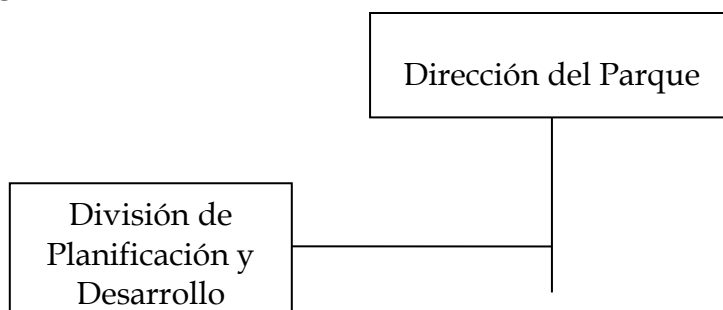 Dirección del Parque
División de
Planificación y
Desarrollo